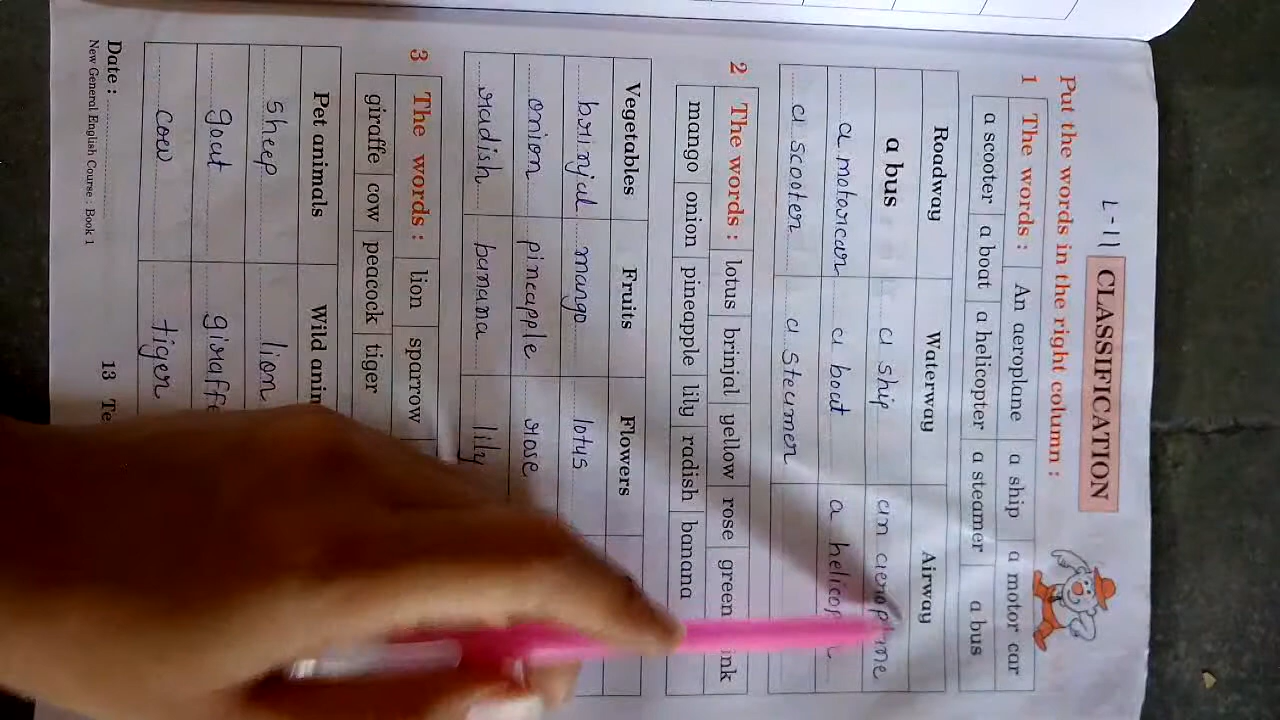 L-11
CLASSIFICATION
Put the words in the right column :
1 The words : An aeroplane a ship a motor car
a scooter a boat a helicopter a steamer a bus
Roadway Waterway Airway
a bus a ship an aeroplane
a motorcar a boat a
a scooter a steamer
2 The words : lotus brinjal yellow rose green
mango onion pineapple lily radish banana
Vegetables Fruits Flowers
brinjal mango lotus
onion pineapple rose
radish banana lily
3 The words : lion sparrow
giraffe cow peacock tiger
Pet animals Wild
sheep lion
goat
cow tiger
Date :
New General English Course : Book 1 13